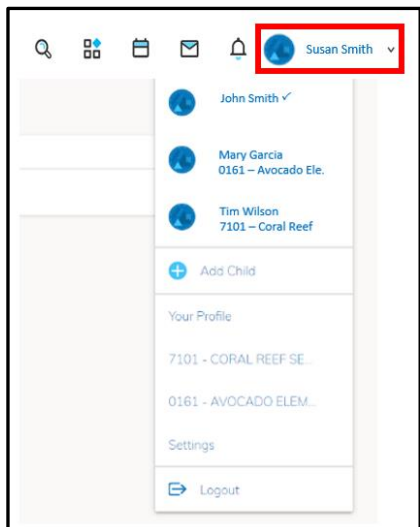 Susan Smith
John Smith ✓
Mary Garcia
0161 – Avocado Ele.
Tim Wilson
7101 – Coral Reef
Add Child
Your Profile
7101 - CORAL REEF SE...
0161 - AVOCADO ELEM...
Settings
Logout